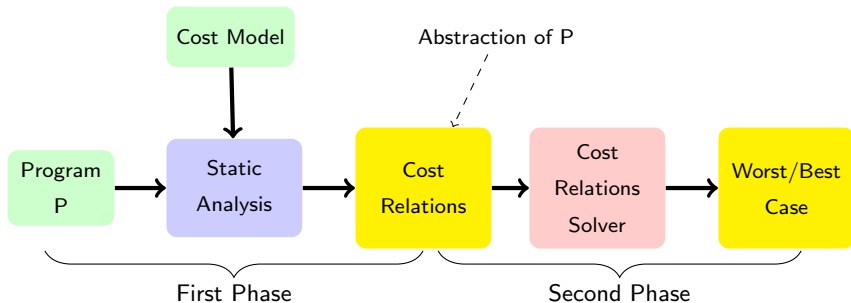 Cost Model
Abstraction of P
Program
P
Static
Analysis
Cost
Relations
Cost
Relations
Solver
Worst/Best
Case
First Phase
Second Phase